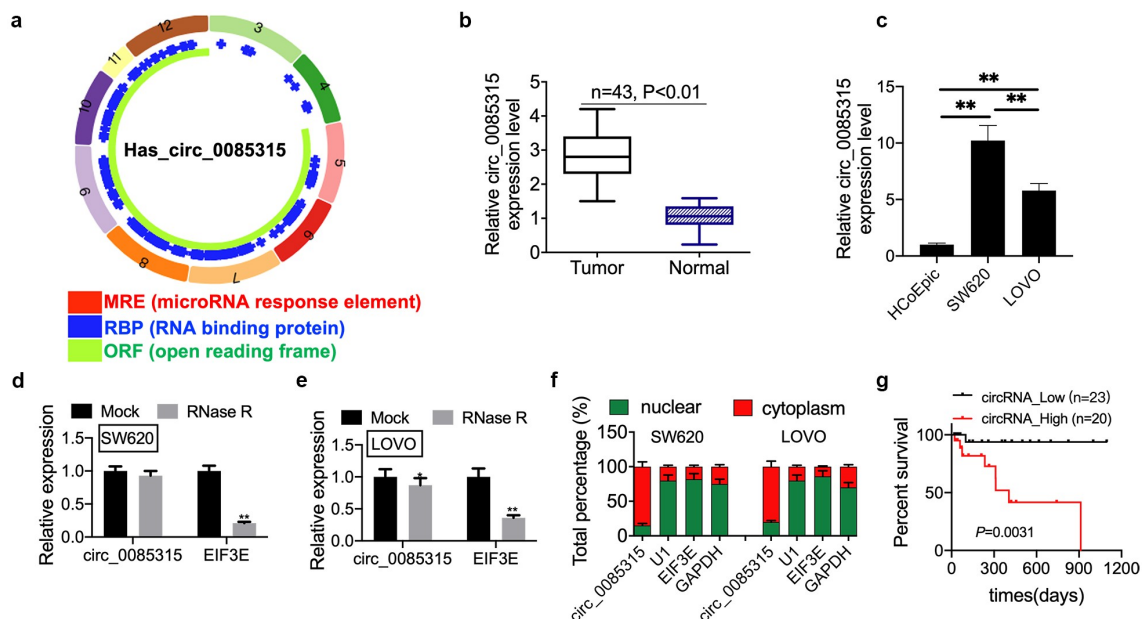 a
12
3
11
4
10
5
9
6
8
7
Has_circ_0085315
MRE (microRNA response element)
RBP (RNA binding protein)
ORF (open reading frame)
b
Relative circ_0085315
expression level
5
4
3
2
1
0
n=43, P<0.01
Tumor
Normal
c
Relative circ_0085315
expression level
15
10
5
0
**
**
**
HCoEpic
SW620
LOVO
d
Mock
RNase R
Relative expression
1.5
1.0
0.5
0.0
SW620
**
circ_0085315
EIF3E
e
Mock
RNase R
Relative expression
1.5
1.0
0.5
0.0
LOVO
*
**
circ_0085315
EIF3E
f
nuclear
cytoplasm
Total percentage (%)
SW620
LOVO
150
100
50
0
circ_0085315
U1
EIF3E
GAPDH
circ_0085315
U1
EIF3E
GAPDH
g
circRNA_Low (n=23)
circRNA_High (n=20)
Percent survival
100
50
0
P=0.0031
0
300
600
900
1200
times(days)